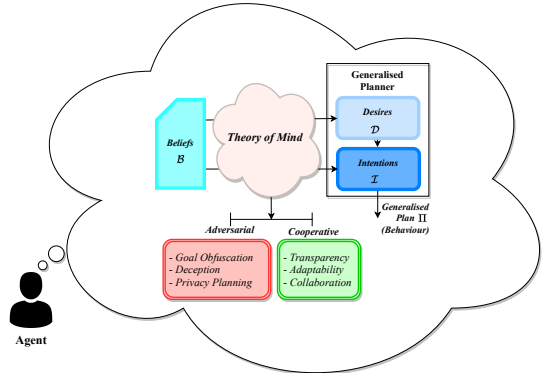 Generalised
Planner
Beliefs
ℬ
Theory of Mind
Desires
𝒟
Intentions
ℐ
Generalised
Plan Π
(Behaviour)
Adversarial
Cooperative
- Goal Obfuscation
- Deception
- Privacy Planning
- Transparency
- Adaptability
- Collaboration
Agent